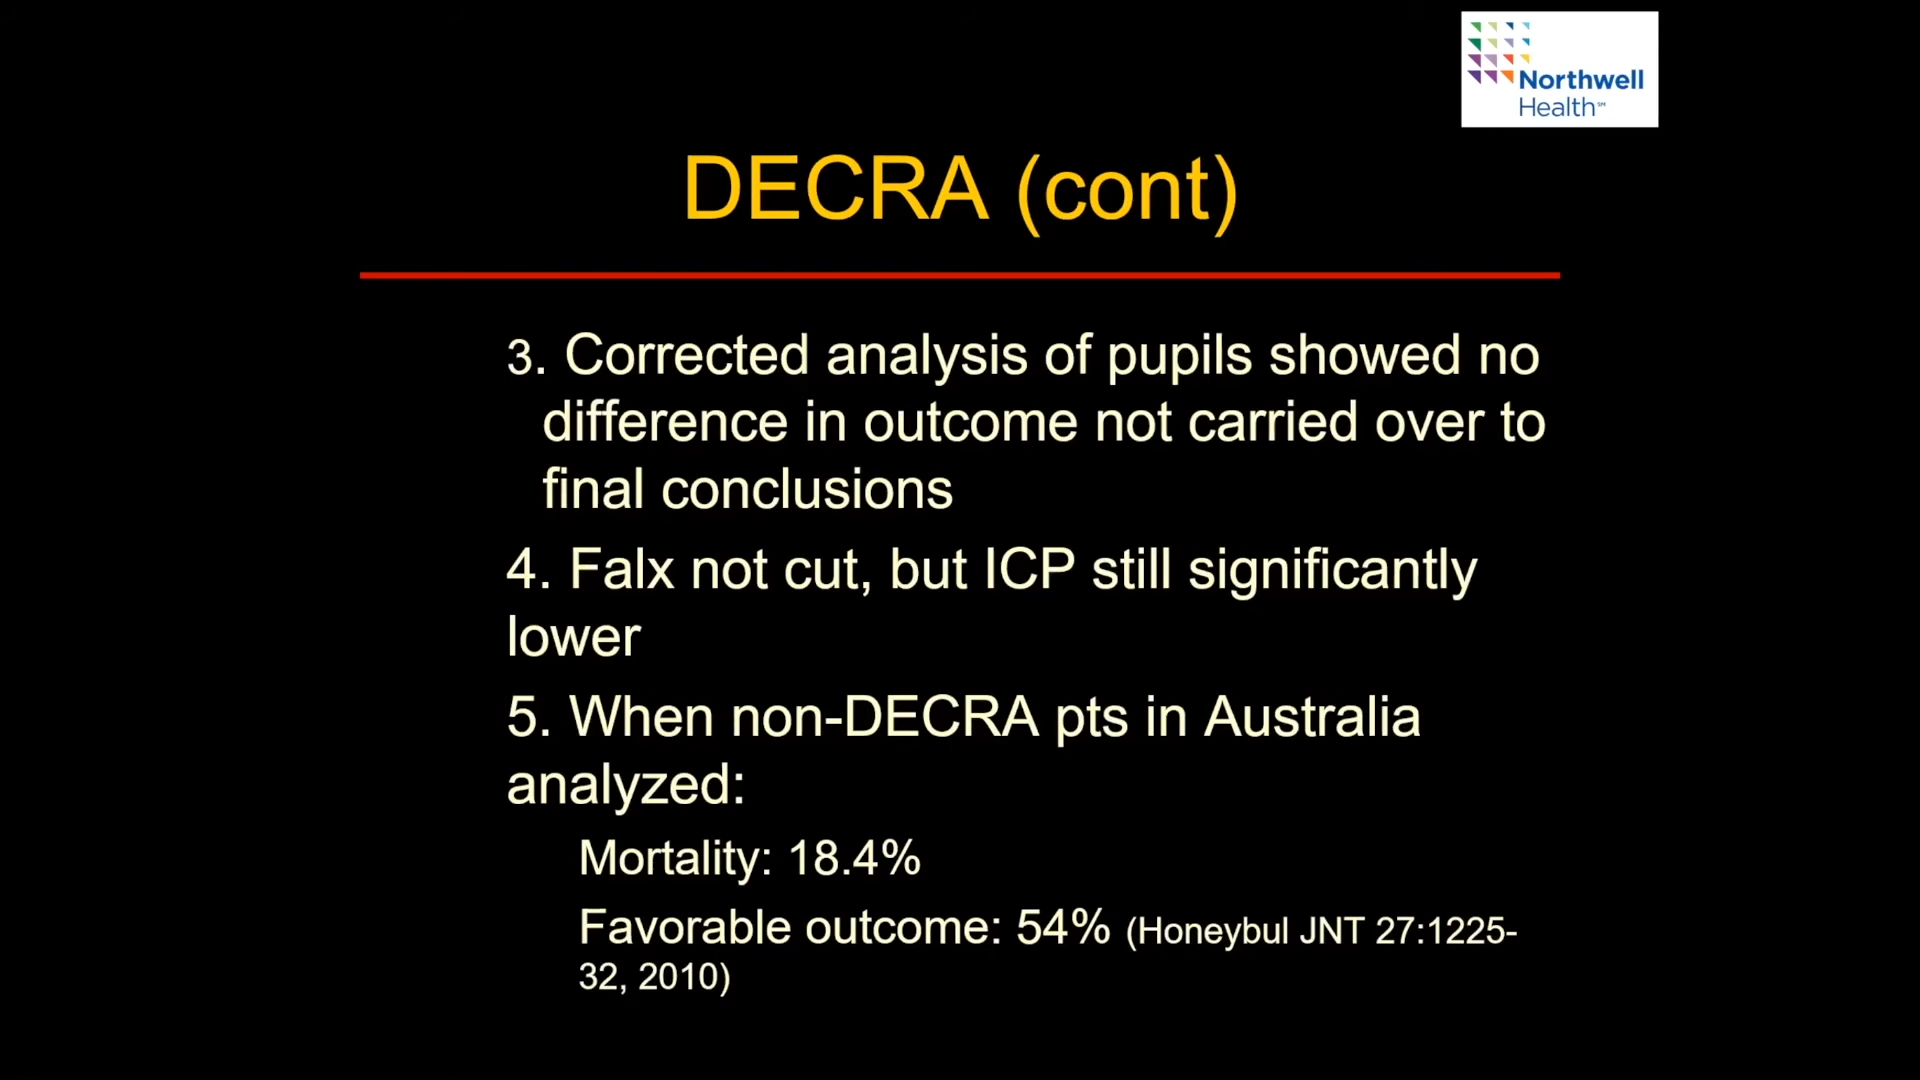 Northwell
Health℠
DECRA (cont)
3. Corrected analysis of pupils showed no
difference in outcome not carried over to
final conclusions
4. Falx not cut, but ICP still significantly
lower
5. When non-DECRA pts in Australia
analyzed:
Mortality: 18.4%
Favorable outcome: 54% (Honeybul JNT 27:1225-
32, 2010)